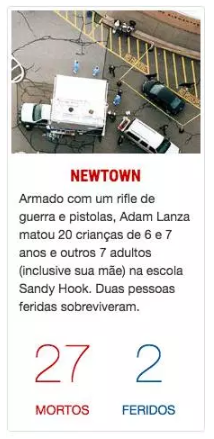 NEWTOWN
Armado com um rifle de
guerra e pistolas, Adam Lanza
matou 20 crianças de 6 e 7
anos e outros 7 adultos
(inclusive sua mãe) na escola
Sandy Hook. Duas pessoas
feridas sobreviveram.
27 2
MORTOS FERIDOS